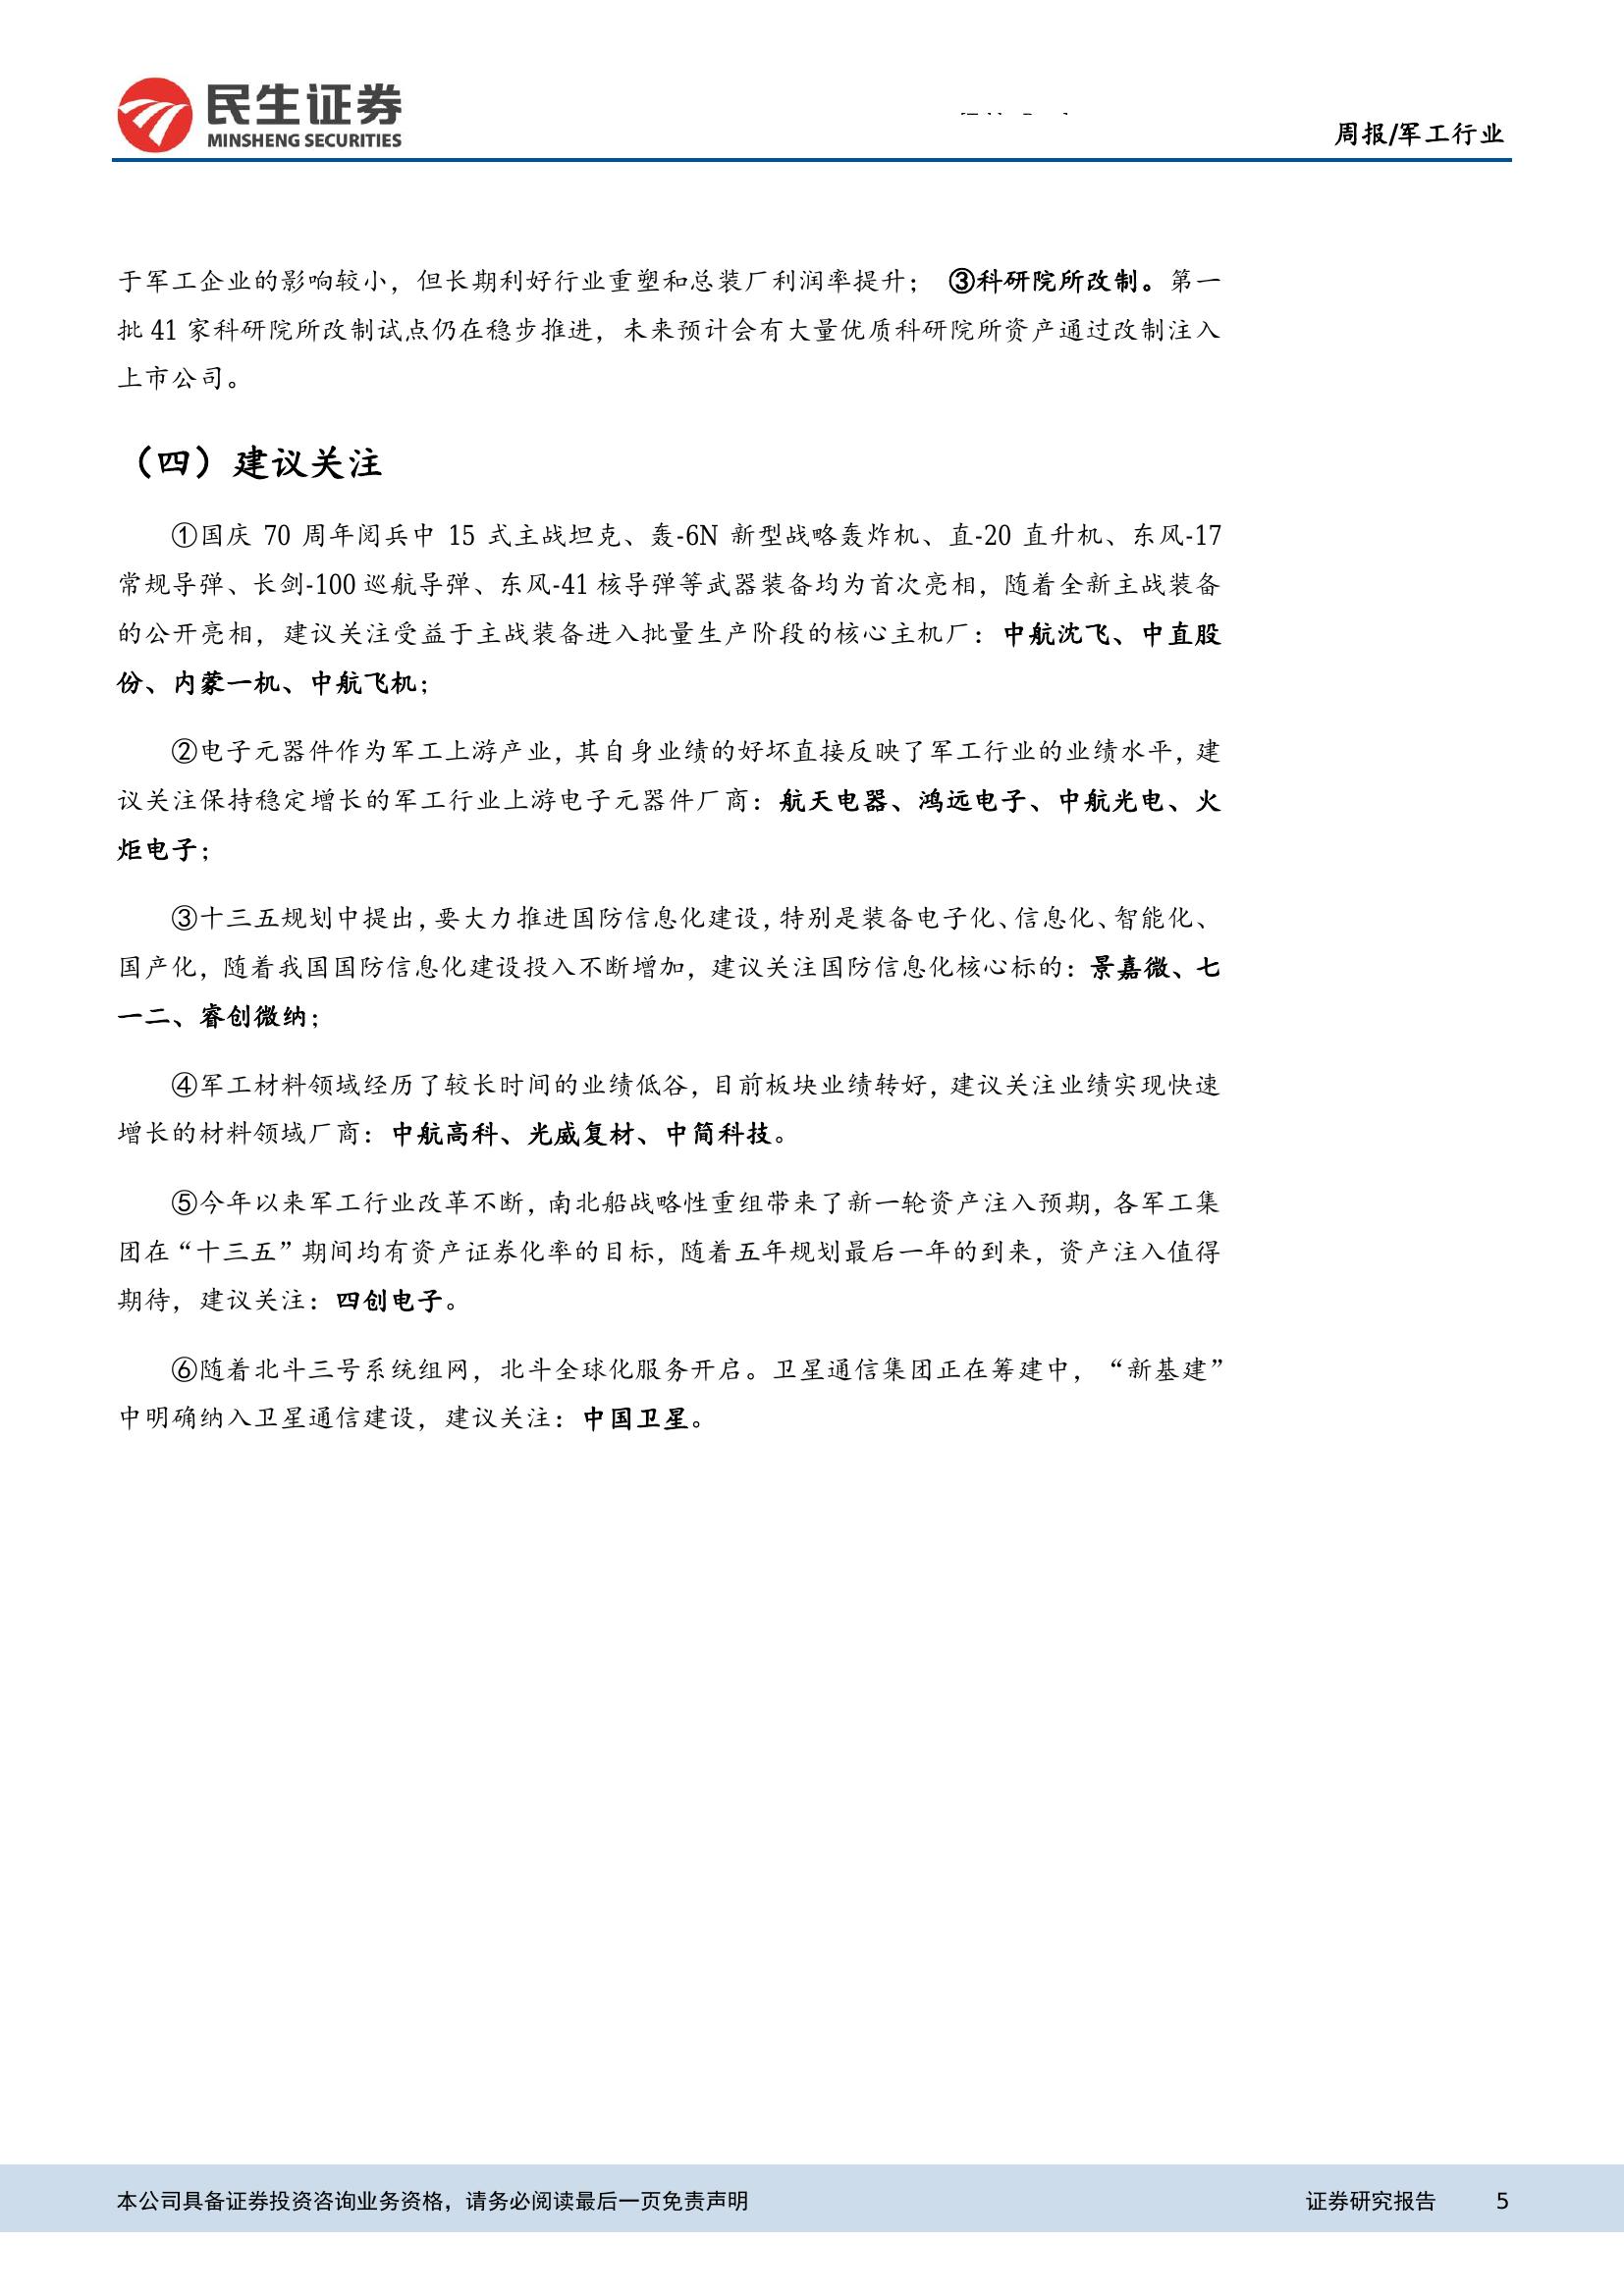 民生证券
MINSHENG SECURITIES
周报/军工行业
于军工企业的影响较小，但长期利好行业重塑和总装厂利润率提升； ③科研院所改制。第一
批 41 家科研院所改制试点仍在稳步推进，未来预计会有大量优质科研院所资产通过改制注入
上市公司。
（四）建议关注
①国庆 70 周年阅兵中 15 式主战坦克、轰-6N 新型战略轰炸机、直-20 直升机、东风-17
常规导弹、长剑-100 巡航导弹、东风-41 核导弹等武器装备均为首次亮相，随着全新主战装备
的公开亮相，建议关注受益于主战装备进入批量生产阶段的核心主机厂：中航沈飞、中直股
份、内蒙一机、中航飞机；
②电子元器件作为军工上游产业，其自身业绩的好坏直接反映了军工行业的业绩水平，建
议关注保持稳定增长的军工行业上游电子元器件厂商：航天电器、鸿远电子、中航光电、火
炬电子；
③十三五规划中提出，要大力推进国防信息化建设，特别是装备电子化、信息化、智能化、
国产化，随着我国国防信息化建设投入不断增加，建议关注国防信息化核心标的：景嘉微、七
一二、睿创微纳；
④军工材料领域经历了较长时间的业绩低谷，目前板块业绩转好，建议关注业绩实现快速
增长的材料领域厂商：中航高科、光威复材、中简科技。
⑤今年以来军工行业改革不断，南北船战略性重组带来了新一轮资产注入预期，各军工集
团在“十三五”期间均有资产证券化率的目标，随着五年规划最后一年的到来，资产注入值得
期待，建议关注：四创电子。
⑥随着北斗三号系统组网，北斗全球化服务开启。卫星通信集团正在筹建中，“新基建”
中明确纳入卫星通信建设，建议关注：中国卫星。
本公司具备证券投资咨询业务资格，请务必阅读最后一页免责声明
证券研究报告 5